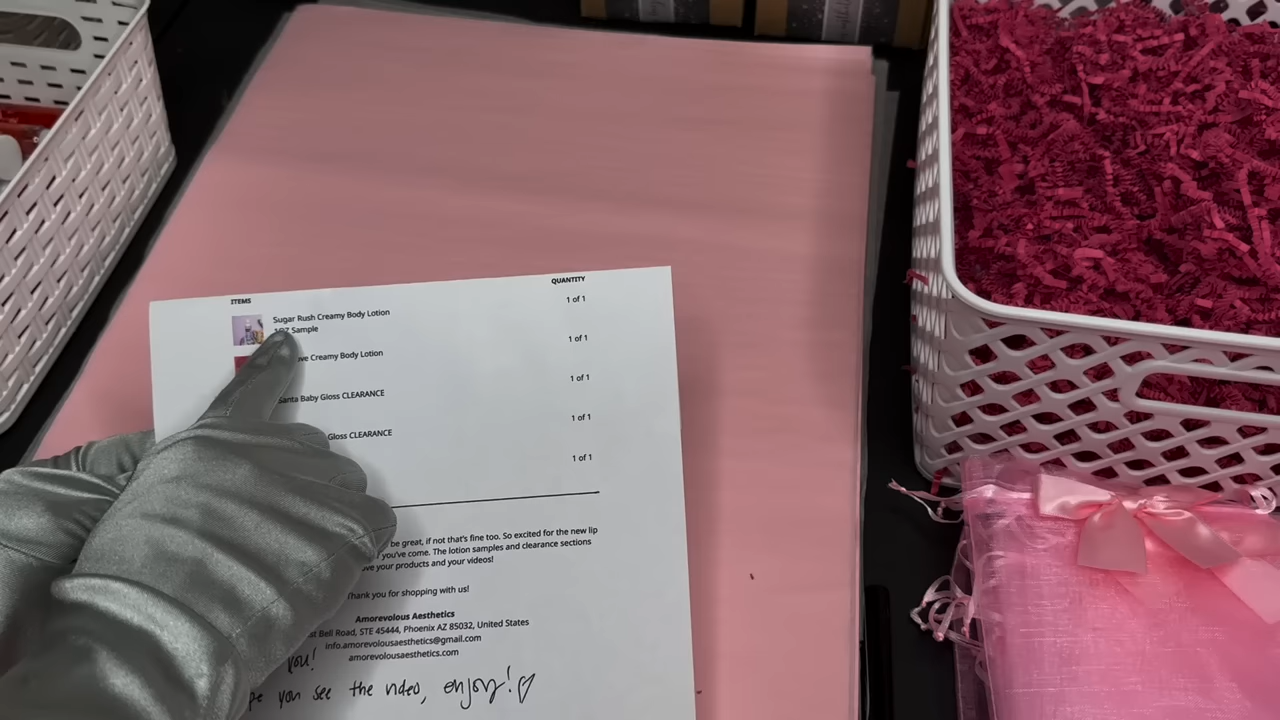 ITEMS QUANTITY
Sugar Rush Creamy Body Lotion 1 of 1
Sample
Creamy Body Lotion 1 of 1
Santa Baby Gloss CLEARANCE 1 of 1
Gloss CLEARANCE 1 of 1
1 of 1
be great, if not that's fine too. So excited for the new lip
you've come. The lotion samples and clearance sections
your products and your videos!
Thank you for shopping with us!
Amorevolous Aesthetics
Bell Road, STE 45444, Phoenix AZ 85032, United States
info.amorevolousaesthetics@gmail.com
amorevolousaesthetics.com
you!
you see the video, enjoy! ♡